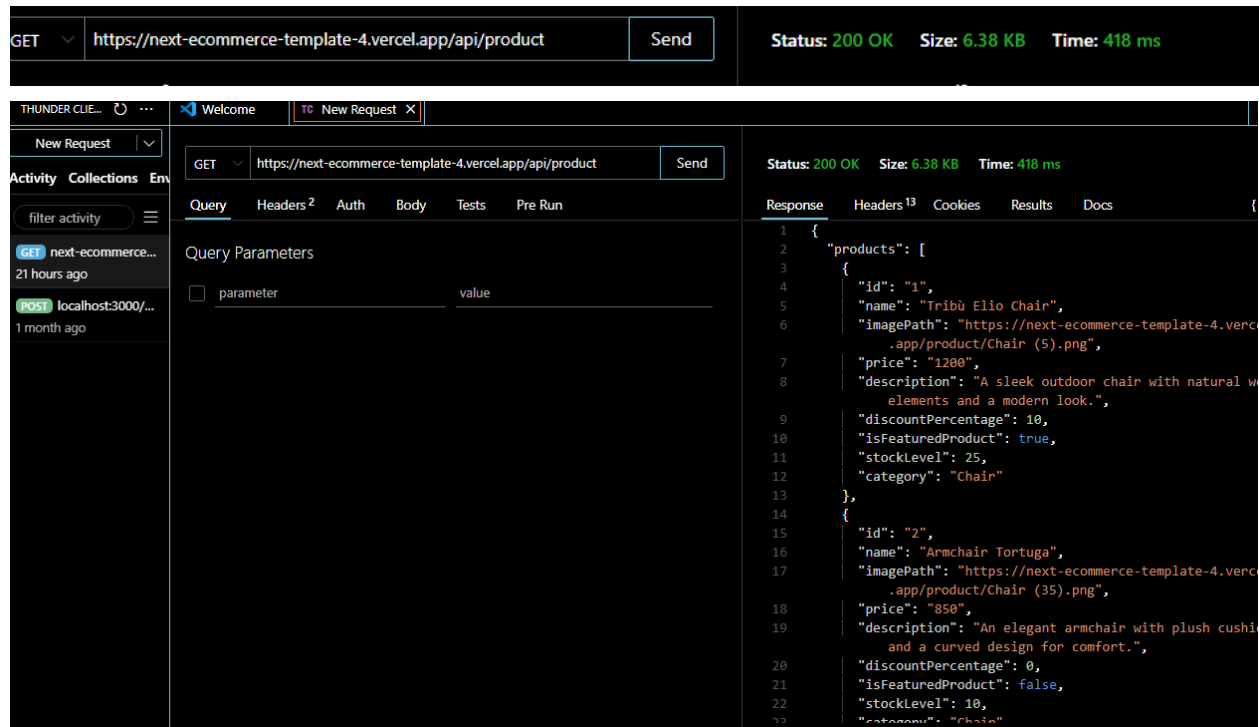 GET https://next-ecommerce-template-4.vercel.app/api/product Send Status: 200 OK Size: 6.38 KB Time: 418 ms
THUNDER CLIE... ... Welcome TC New Request X
New Request
GET https://next-ecommerce-template-4.vercel.app/api/product Send Status: 200 OK Size: 6.38 KB Time: 418 ms
Activity Collections Env
Query Headers 2 Auth Body Tests Pre Run Response Headers 13 Cookies Results Docs {
filter activity
GET next-ecommerce...
21 hours ago
POST localhost:3000/...
1 month ago
Query Parameters
parameter value
1 {
2 "products": [
3 {
4 "id": "1",
5 "name": "Tribù Elio Chair",
6 "imagePath": "https://next-ecommerce-template-4.verc
.app/product/Chair (5).png",
7 "price": "1200",
8 "description": "A sleek outdoor chair with natural
elements and a modern look.",
9 "discountPercentage": 10,
10 "isFeaturedProduct": true,
11 "stockLevel": 25,
12 "category": "Chair"
13 },
14 {
15 "id": "2",
16 "name": "Armchair Tortuga",
17 "imagePath": "https://next-ecommerce-template-4.verc
.app/product/Chair (35).png",
18 "price": "850",
19 "description": "An elegant armchair with plush cushi
and a curved design for comfort.",
20 "discountPercentage": 0,
21 "isFeaturedProduct": false,
22 "stockLevel": 10,
23 "category": "Chair"